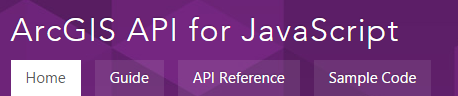 ArcGIS API for JavaScript
Home Guide API Reference Sample Code